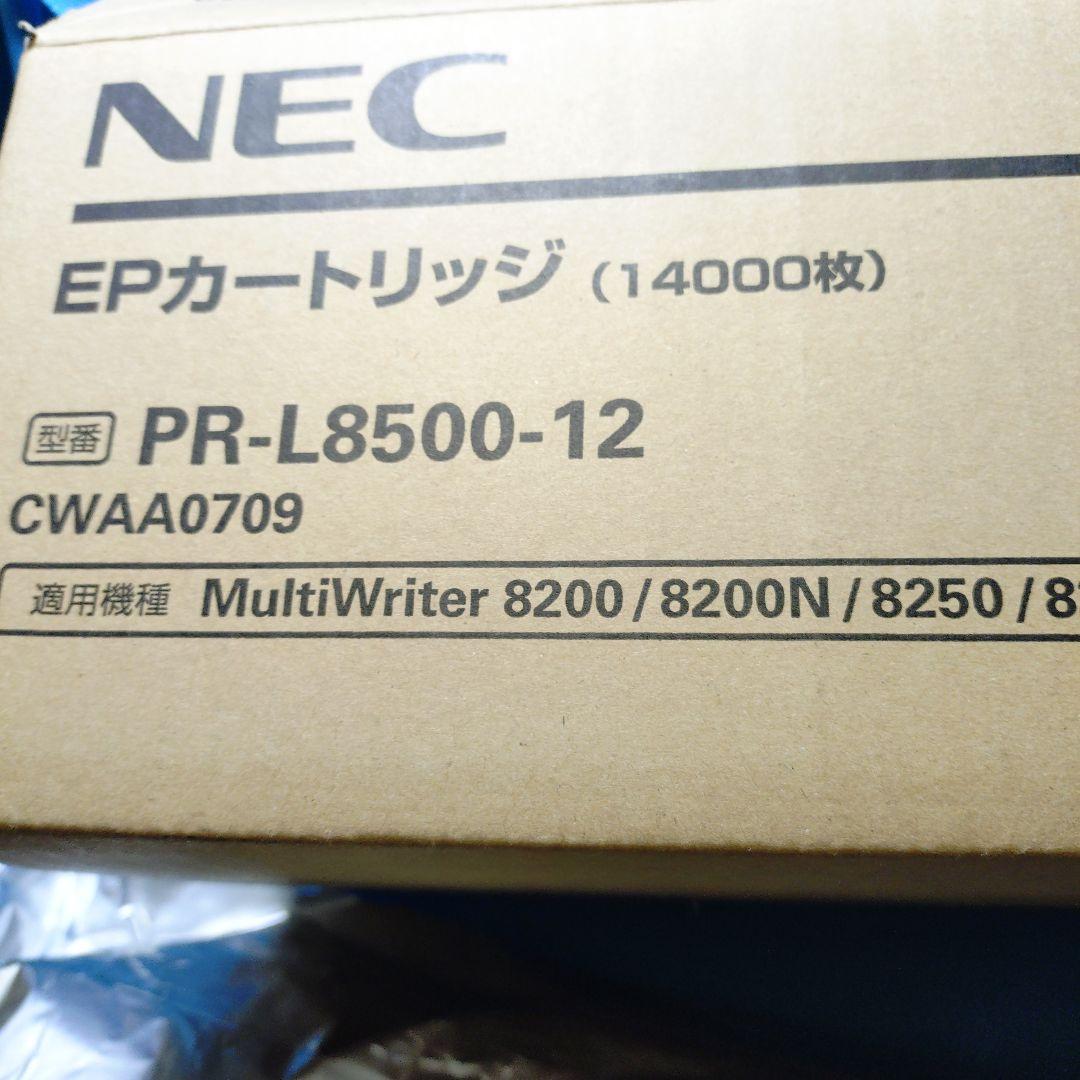 NEC
EPカートリッジ（14000枚）
型番 PR-L8500-12
CWAA0709
適用機種 MultiWriter 8200 / 8200N / 8250 / 8